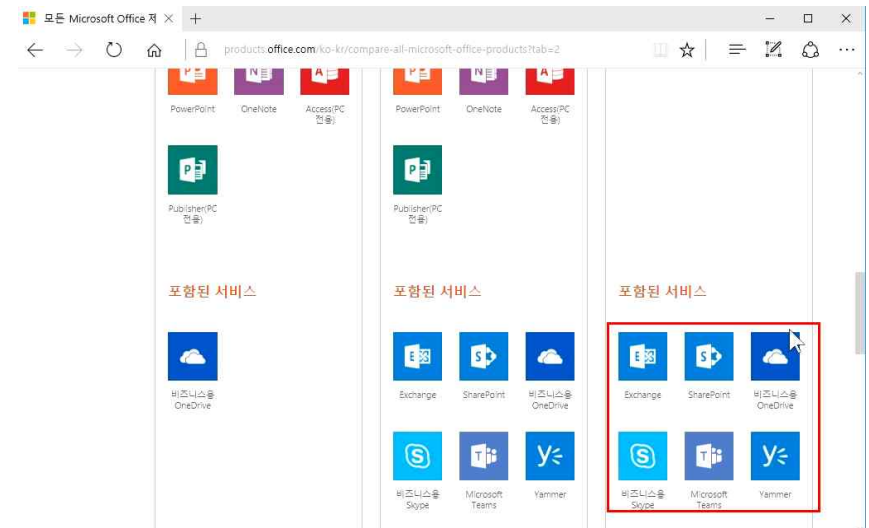 모든 Microsoft Office 제
products.office.com/ko-kr/compare-all-microsoft-office-products?tab=2
PowerPoint OneNote Access(PC 전용) PowerPoint OneNote Access(PC 전용)
Publisher(PC 전용) Publisher(PC 전용)
포함된 서비스 포함된 서비스 포함된 서비스
비즈니스용 OneDrive Exchange SharePoint 비즈니스용 OneDrive Exchange SharePoint 비즈니스용 OneDrive
비즈니스용 Skype Microsoft Teams Yammer 비즈니스용 Skype Microsoft Teams Yammer